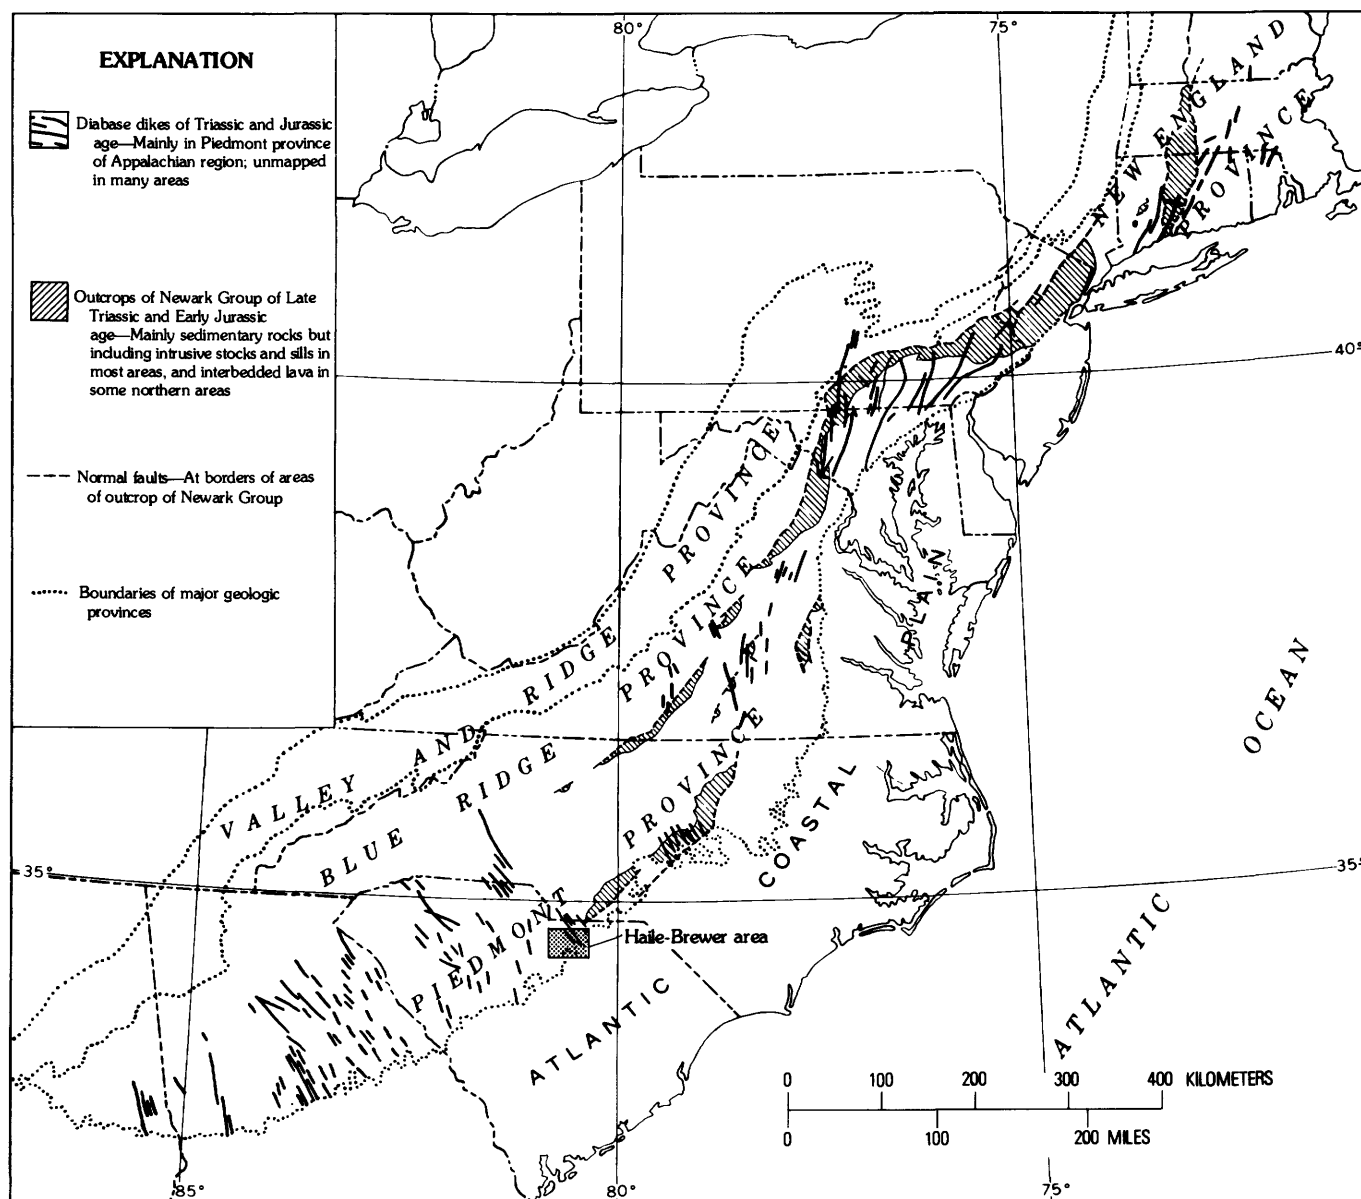 EXPLANATION
Diabase dikes of Triassic and Jurassic
age—Mainly in Piedmont province
of Appalachian region; unmapped
in many areas
Outcrops of Newark Group of Late
Triassic and Early Jurassic
age—Mainly sedimentary rocks but
including intrusive stocks and sills in
most areas, and interbedded lava in
some northern areas
Normal faults—At borders of areas
of outcrop of Newark Group
Boundaries of major geologic
provinces
80°
75°
NEW ENGLAND
PROVINCE
40°
VALLEY AND RIDGE PROVINCE
BLUE RIDGE PROVINCE
PIEDMONT PROVINCE
ATLANTIC COASTAL PLAIN
ATLANTIC OCEAN
35°
35°
Haile-Brewer area
0 100 200 300 400 KILOMETERS
0 100 200 MILES
85°
80°
75°